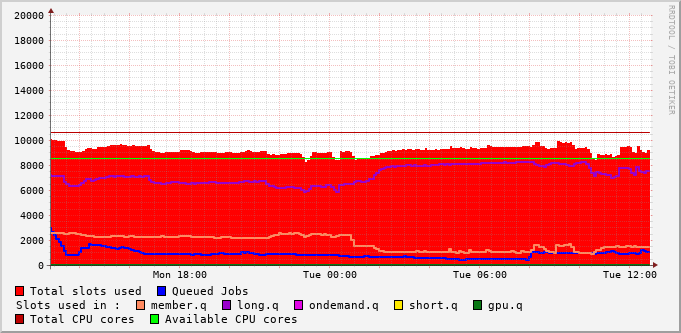 20000
18000
16000
14000
12000
10000
8000
6000
4000
2000
0
Mon 18:00 Tue 00:00 Tue 06:00 Tue 12:00
RRDTOOL / TOBI OETIKER
Total slots used Queued Jobs
Slots used in : member.q long.q ondemand.q short.q gpu.q
Total CPU cores Available CPU cores